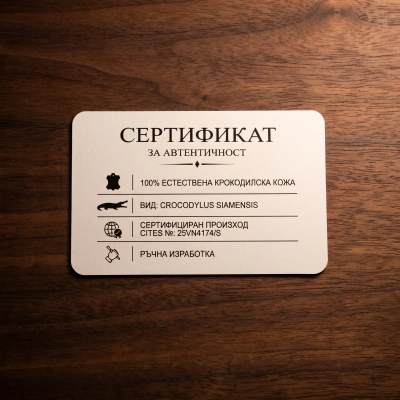 СЕРТИФИКАТ
ЗА АВТЕНТИЧНОСТ
100% ЕСТЕСТВЕНА КРОКОДИЛСКА КОЖА
ВИД: CROCODYLUS SIAMENSIS
СЕРТИФИЦИРАН ПРОИЗХОД
CITES №: 25VN4174/S
РЪЧНА ИЗРАБОТКА